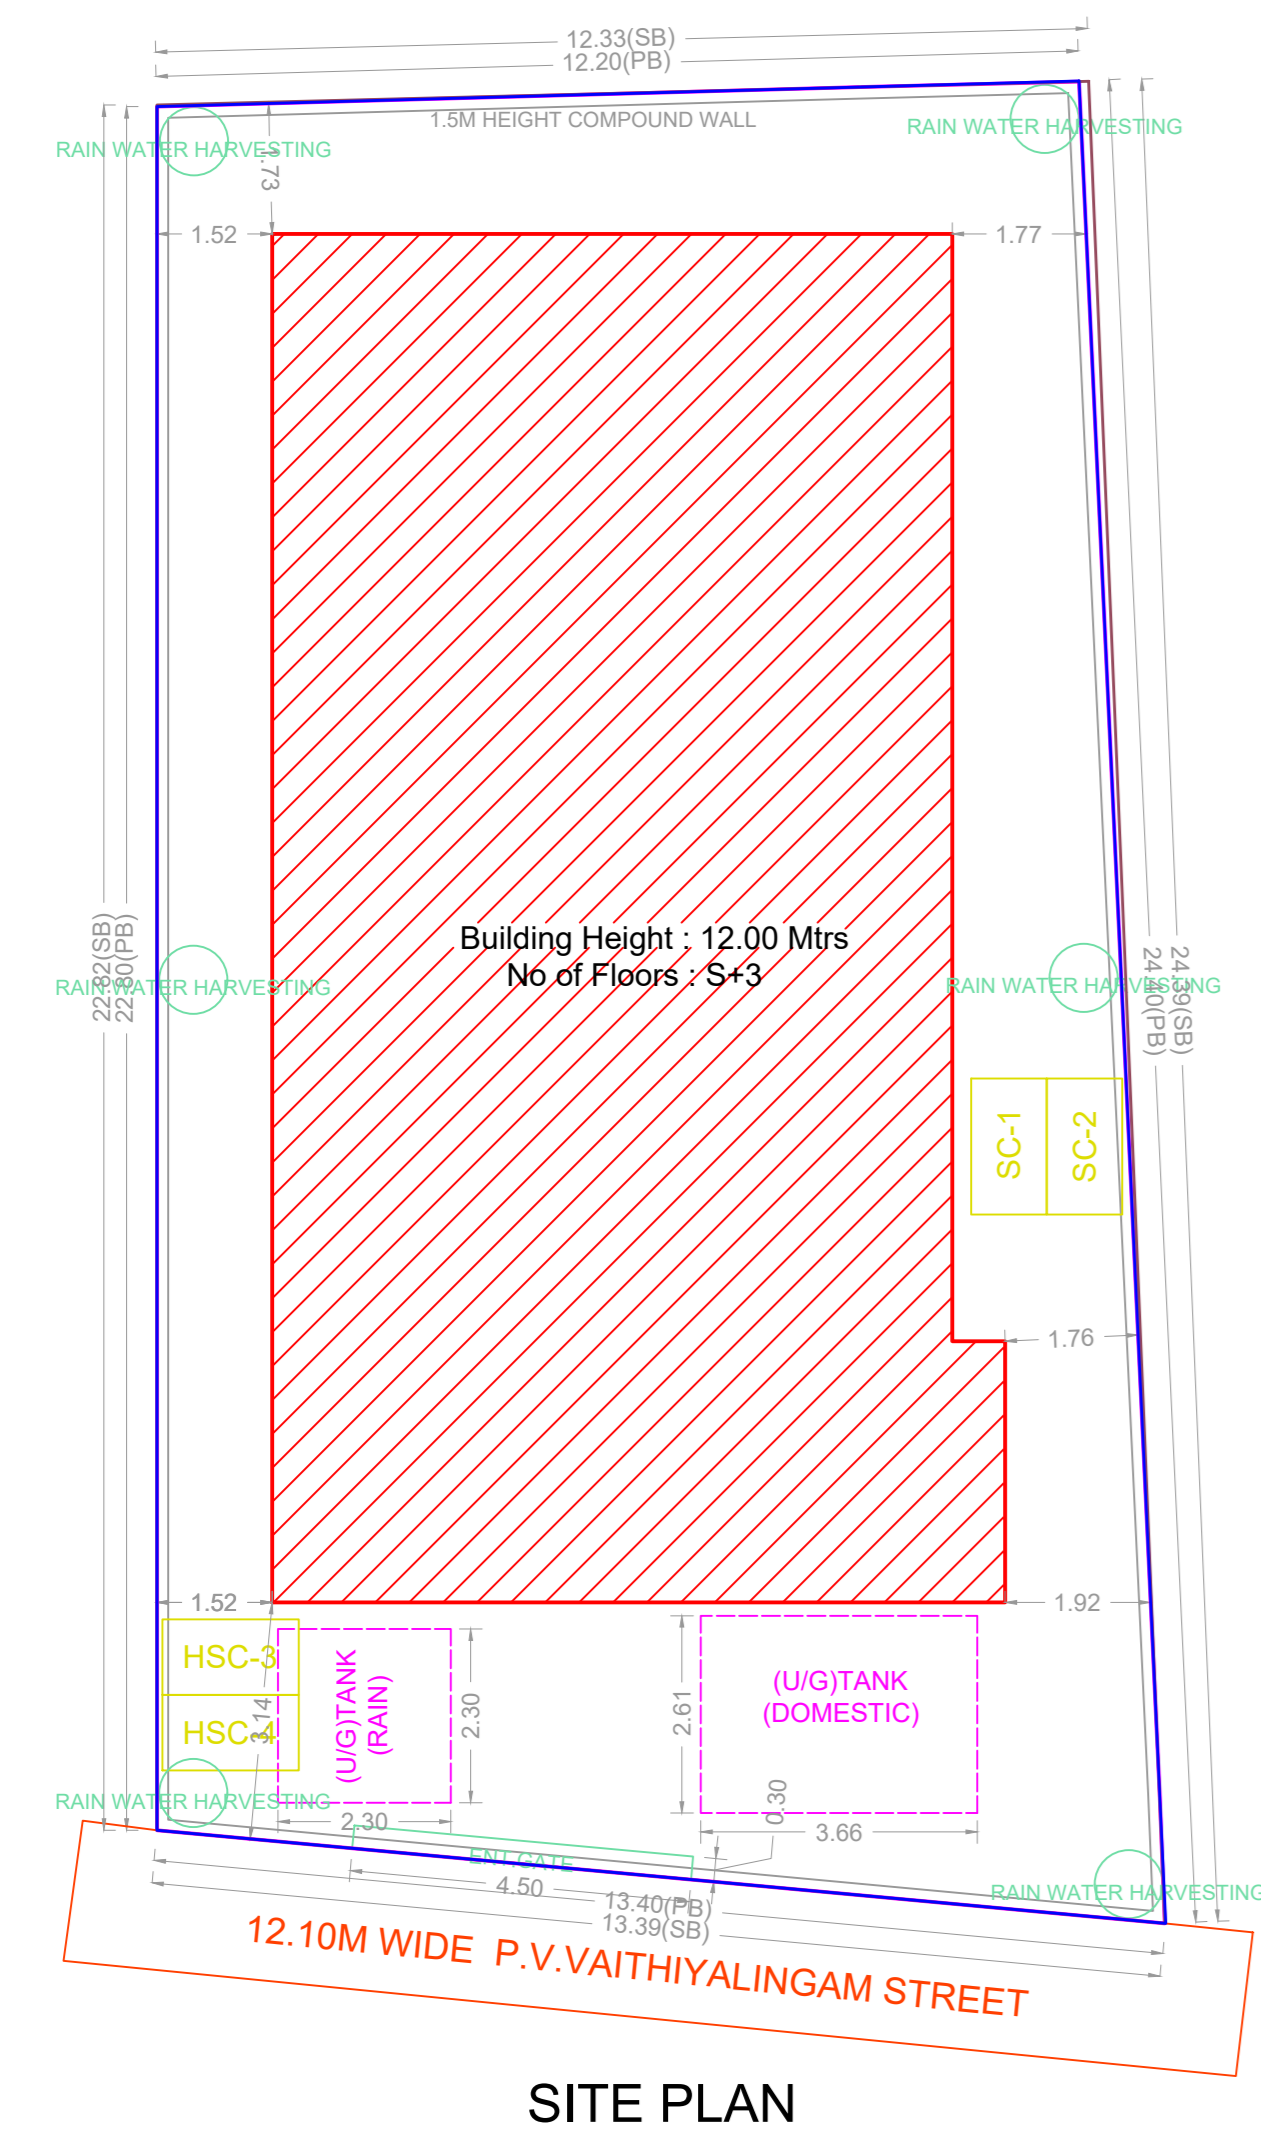 12.33(SB)
12.20(PB)
1.5M HEIGHT COMPOUND WALL
RAIN WATER HARVESTING
RAIN WATER HARVESTING
1.73
1.52
1.77
Building Height : 12.00 Mtrs
No of Floors : S+3
22.82(SB)
22.80(PB)
RAIN WATER HARVESTING
RAIN WATER HARVESTING
24.40(PB)
24.39(SB)
SC-1
SC-2
1.76
1.52
1.92
HSC-3
HSC-4
3.14
(U/G)TANK
(RAIN)
2.30
2.30
2.61
(U/G)TANK
(DOMESTIC)
3.66
0.30
RAIN WATER HARVESTING
ENT.GATE
4.50
13.40(PB)
13.39(SB)
RAIN WATER HARVESTING
12.10M WIDE P.V.VAITHIYALINGAM STREET
SITE PLAN